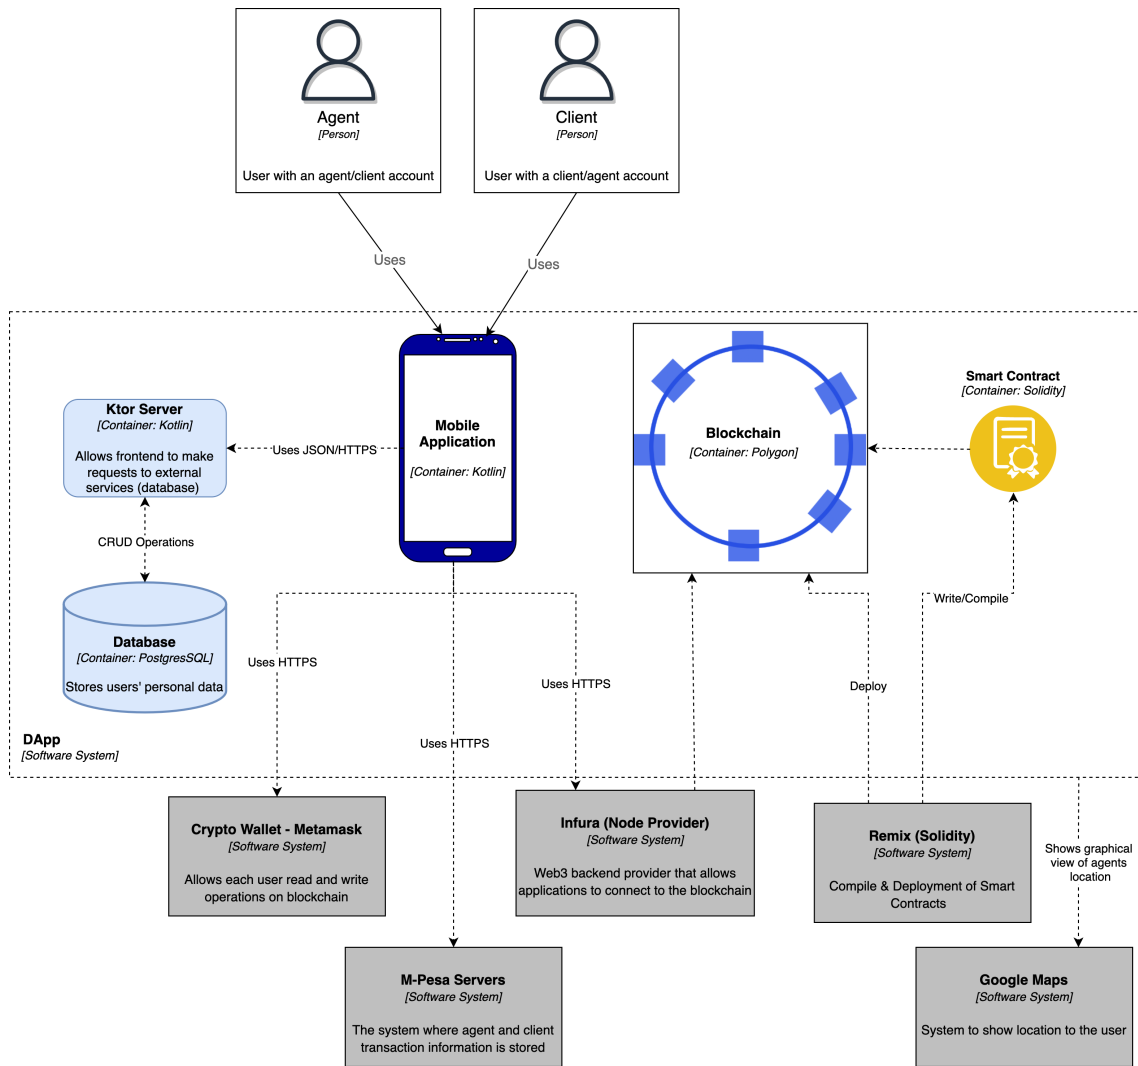 Agent
[Person]
User with an agent/client account
Client
[Person]
User with a client/agent account
Uses
Uses
Ktor Server
[Container: Kotlin]
Allows frontend to make
requests to external
services (database)
Uses JSON/HTTPS
Mobile
Application
[Container: Kotlin]
Blockchain
[Container: Polygon]
Smart Contract
[Container: Solidity]
CRUD Operations
Database
[Container: PostgresSQL]
Stores users' personal data
Write/Compile
Uses HTTPS
Uses HTTPS
Deploy
Uses HTTPS
DApp
[Software System]
Crypto Wallet - Metamask
[Software System]
Allows each user read and write
operations on blockchain
Infura (Node Provider)
[Software System]
Web3 backend provider that allows
applications to connect to the blockchain
Remix (Solidity)
[Software System]
Compile & Deployment of Smart
Contracts
Shows graphical
view of agents
location
M-Pesa Servers
[Software System]
The system where agent and client
transaction information is stored
Google Maps
[Software System]
System to show location to the user